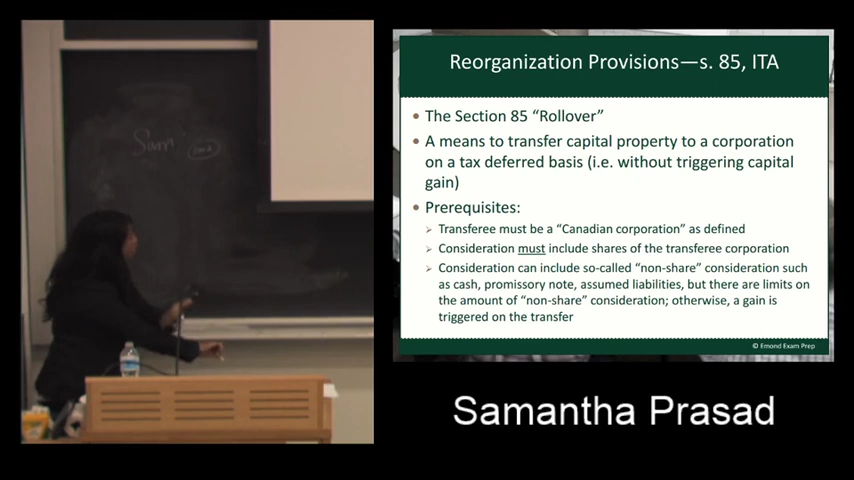 Sam
Reorganization Provisions—s. 85, ITA
• The Section 85 “Rollover”
• A means to transfer capital property to a corporation
on a tax deferred basis (i.e. without triggering capital
gain)
• Prerequisites:
➢ Transferee must be a “Canadian corporation” as defined
➢ Consideration must include shares of the transferee corporation
➢ Consideration can include so-called “non-share” consideration such
as cash, promissory note, assumed liabilities, but there are limits on
the amount of “non-share” consideration; otherwise, a gain is
triggered on the transfer
© Emond Exam Prep
Samantha Prasad